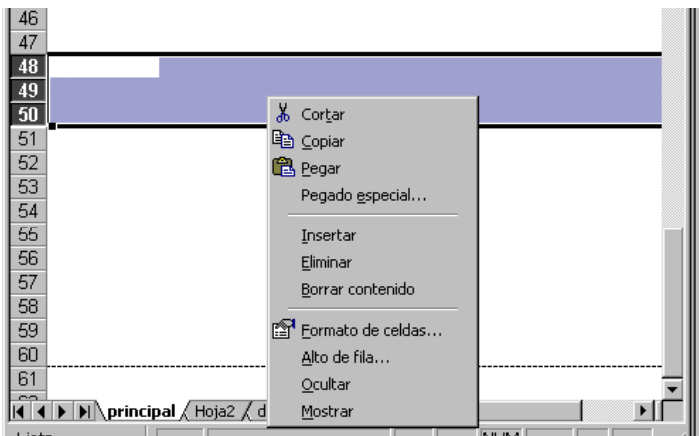 46
47
48
49
50
51
52
53
54
55
56
57
58
59
60
61
Cortar
Copiar
Pegar
Pegado especial...
Insertar
Eliminar
Borrar contenido
Formato de celdas...
Alto de fila...
Ocultar
Mostrar
principal Hoja2 d